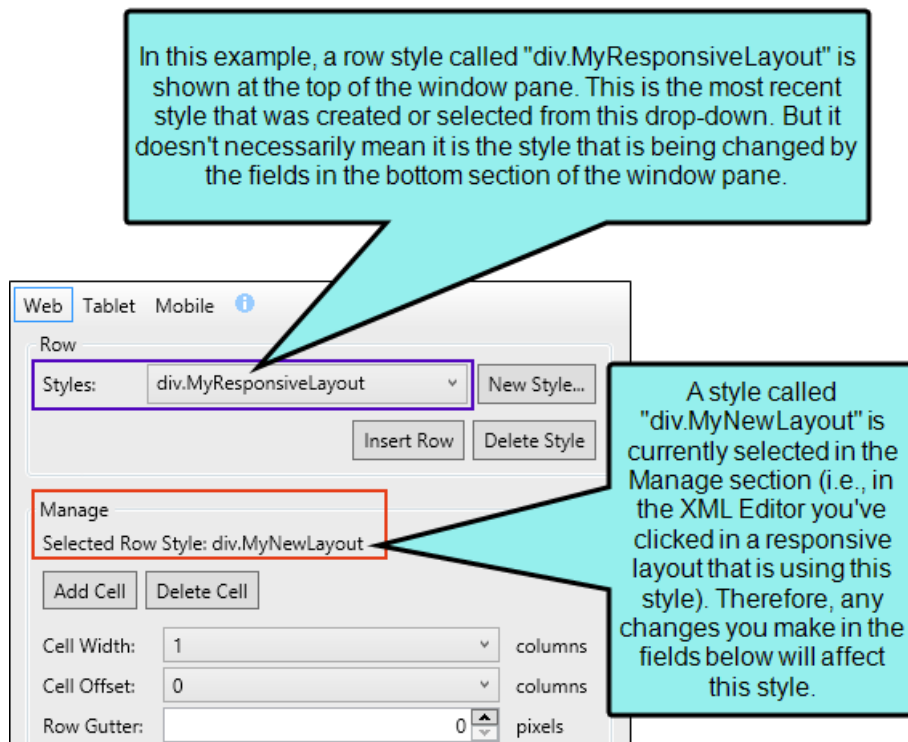 In this example, a row style called "div.MyResponsiveLayout" is
shown at the top of the window pane. This is the most recent
style that was created or selected from this drop-down. But it
doesn't necessarily mean it is the style that is being changed by
the fields in the bottom section of the window pane.
Web Tablet Mobile
Row
Styles: div.MyResponsiveLayout New Style...
Insert Row Delete Style
Manage
Selected Row Style: div.MyNewLayout
Add Cell Delete Cell
Cell Width: 1 columns
Cell Offset: 0 columns
Row Gutter: 0 pixels
A style called
"div.MyNewLayout" is
currently selected in the
Manage section (i.e., in
the XML Editor you've
clicked in a responsive
layout that is using this
style). Therefore, any
changes you make in the
fields below will affect
this style.